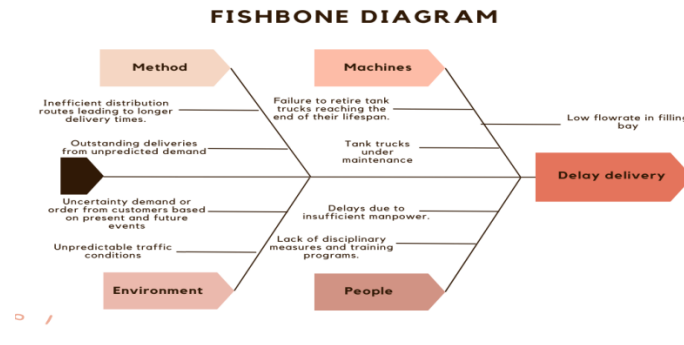 FISHBONE DIAGRAM
Method
Machines
Inefficient distribution
routes leading to longer
delivery times.
Failure to retire tank
trucks reaching the
end of their lifespan.
Low flowrate in filling
bay
Outstanding deliveries
from unpredicted demand
Tank trucks
under
maintenance
Delay delivery
Uncertainty demand or
order from customers based
on present and future
events
Delays due to
insufficient manpower.
Unpredictable traffic
conditions
Lack of disciplinary
measures and training
programs.
Environment
People